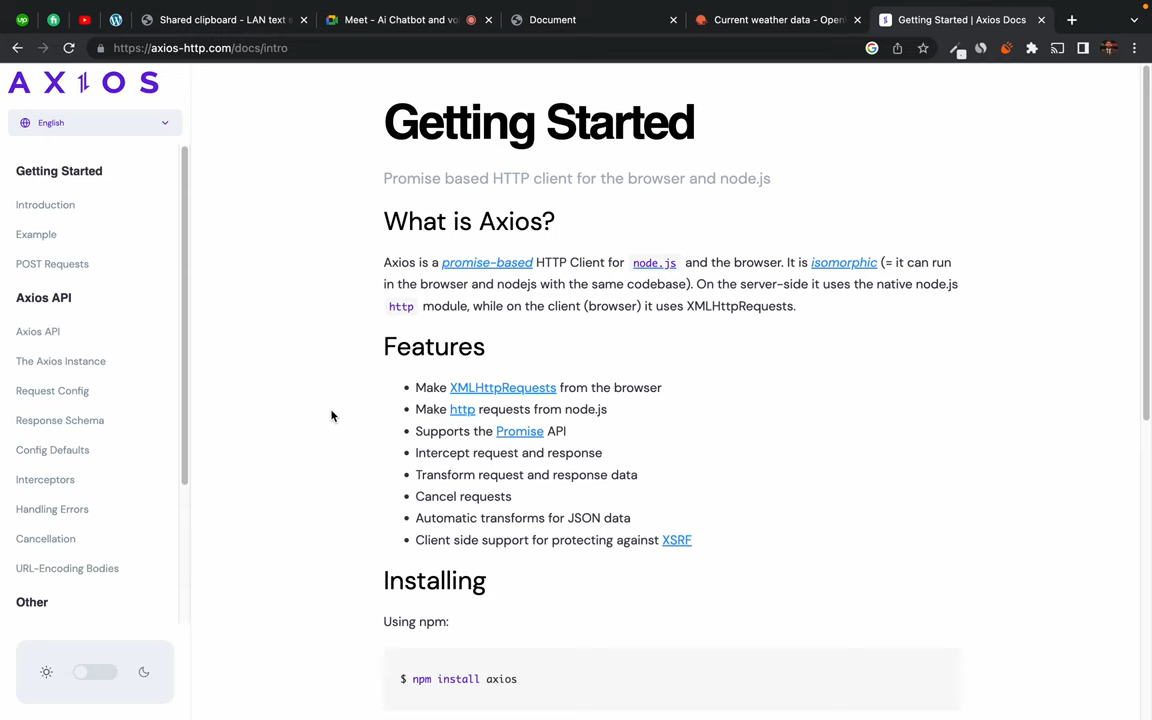 Shared clipboard - LAN text s
Meet - Ai Chatbot and vo
Document
Current weather data - Open
Getting Started | Axios Docs
https://axios-http.com/docs/intro
AXIOS
English
Getting Started
Introduction
Example
POST Requests
Axios API
Axios API
The Axios Instance
Request Config
Response Schema
Config Defaults
Interceptors
Handling Errors
Cancellation
URL-Encoding Bodies
Other
Getting Started
Promise based HTTP client for the browser and node.js
What is Axios?
Axios is a promise-based HTTP Client for node.js and the browser. It is isomorphic (= it can run
in the browser and nodejs with the same codebase). On the server-side it uses the native node.js
http module, while on the client (browser) it uses XMLHttpRequests.
Features
• Make XMLHttpRequests from the browser
• Make http requests from node.js
• Supports the Promise API
• Intercept request and response
• Transform request and response data
• Cancel requests
• Automatic transforms for JSON data
• Client side support for protecting against XSRF
Installing
Using npm:
$ npm install axios